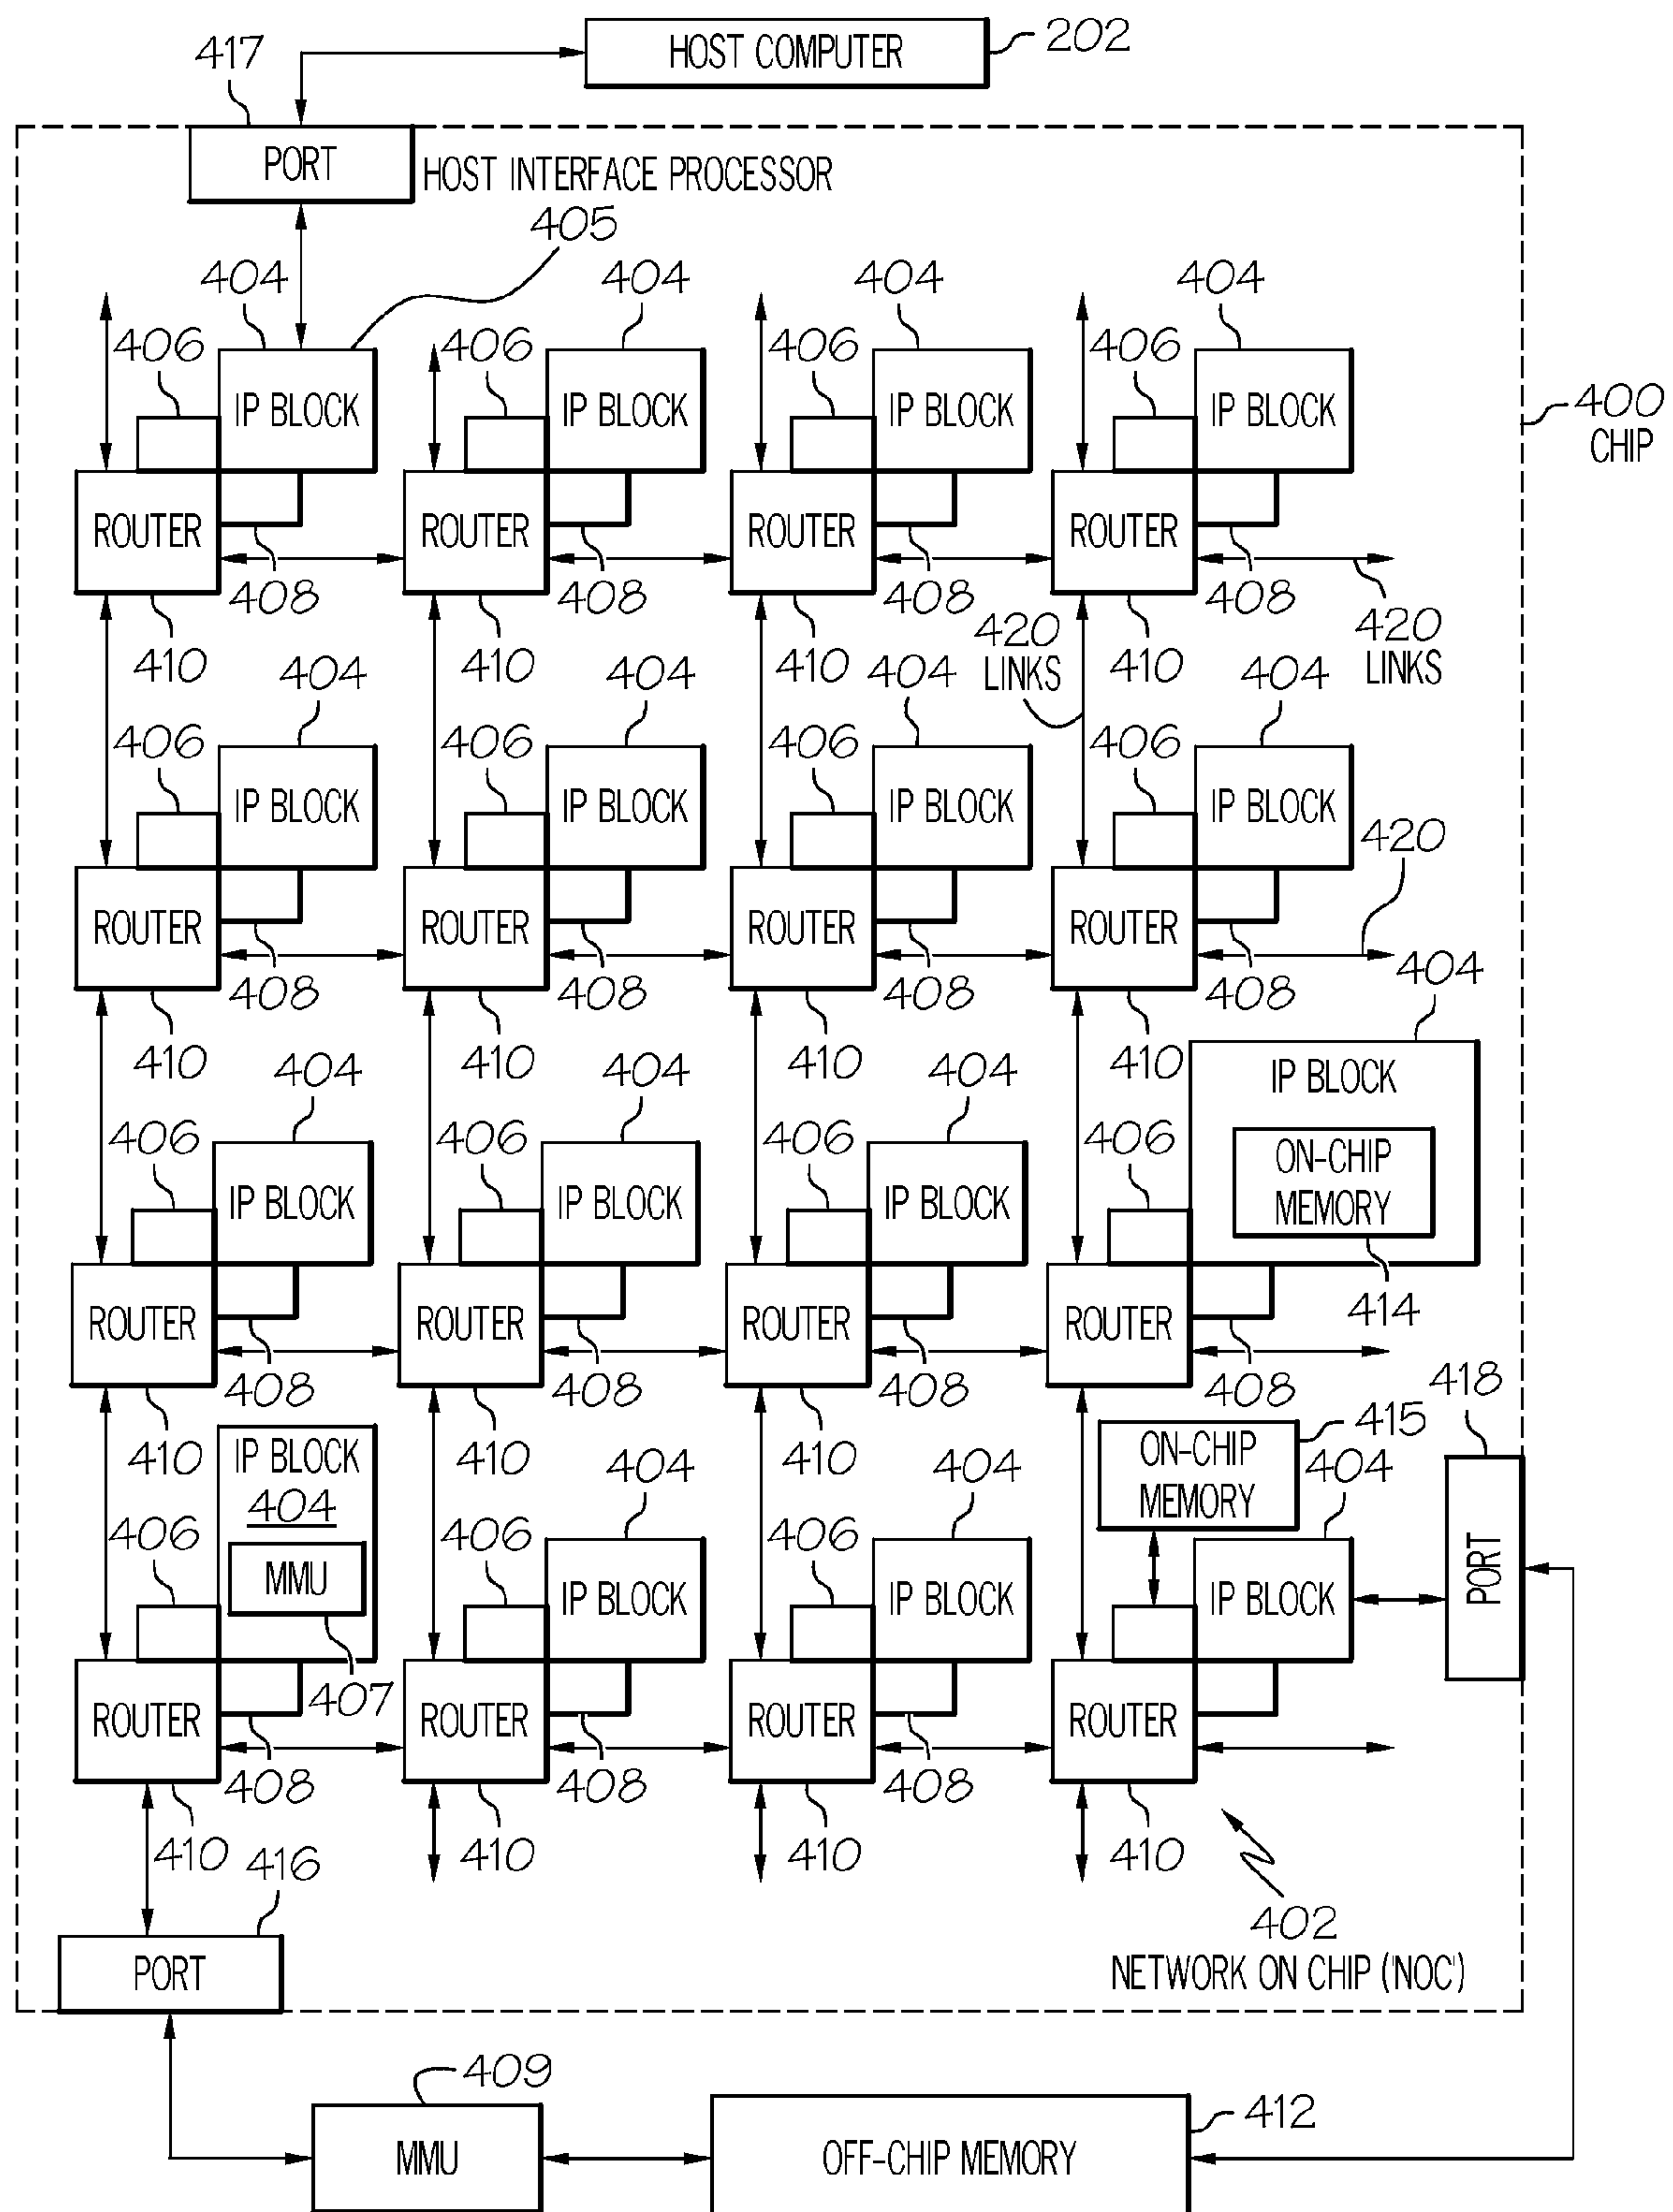 HOST COMPUTER
202
417
PORT
HOST INTERFACE PROCESSOR
405
404
404
404
404
406
406
406
406
IP BLOCK
IP BLOCK
IP BLOCK
IP BLOCK
400
CHIP
ROUTER
ROUTER
ROUTER
ROUTER
408
408
408
408
410
410
410
410
420
LINKS
420
LINKS
404
404
404
404
406
406
406
406
IP BLOCK
IP BLOCK
IP BLOCK
IP BLOCK
420
ROUTER
ROUTER
ROUTER
ROUTER
408
408
408
408
404
410
410
410
410
404
404
404
IP BLOCK
406
406
406
406
ON-CHIP
MEMORY
IP BLOCK
IP BLOCK
IP BLOCK
414
ROUTER
ROUTER
ROUTER
ROUTER
408
408
408
408
418
410
410
410
415
IP BLOCK
404
404
404
ON-CHIP
MEMORY
404
406
406
406
MMU
IP BLOCK
IP BLOCK
IP BLOCK
PORT
407
ROUTER
ROUTER
ROUTER
ROUTER
408
408
408
410
410
410
410
416
402
PORT
NETWORK ON CHIP ('NOC')
409
412
MMU
OFF-CHIP MEMORY